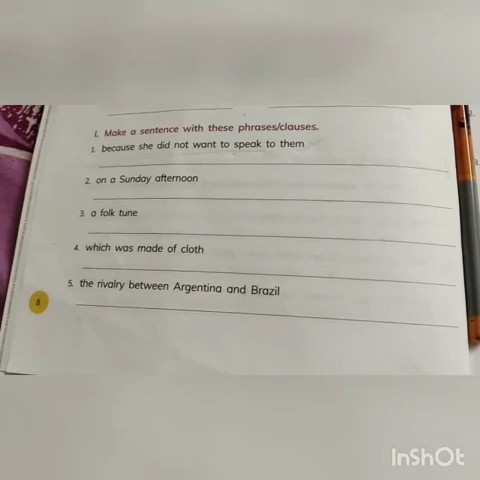 I. Make a sentence with these phrases/clauses.
1. because she did not want to speak to them
2. on a Sunday afternoon
3. a folk tune
4. which was made of cloth
5. the rivalry between Argentina and Brazil
8
InShOt